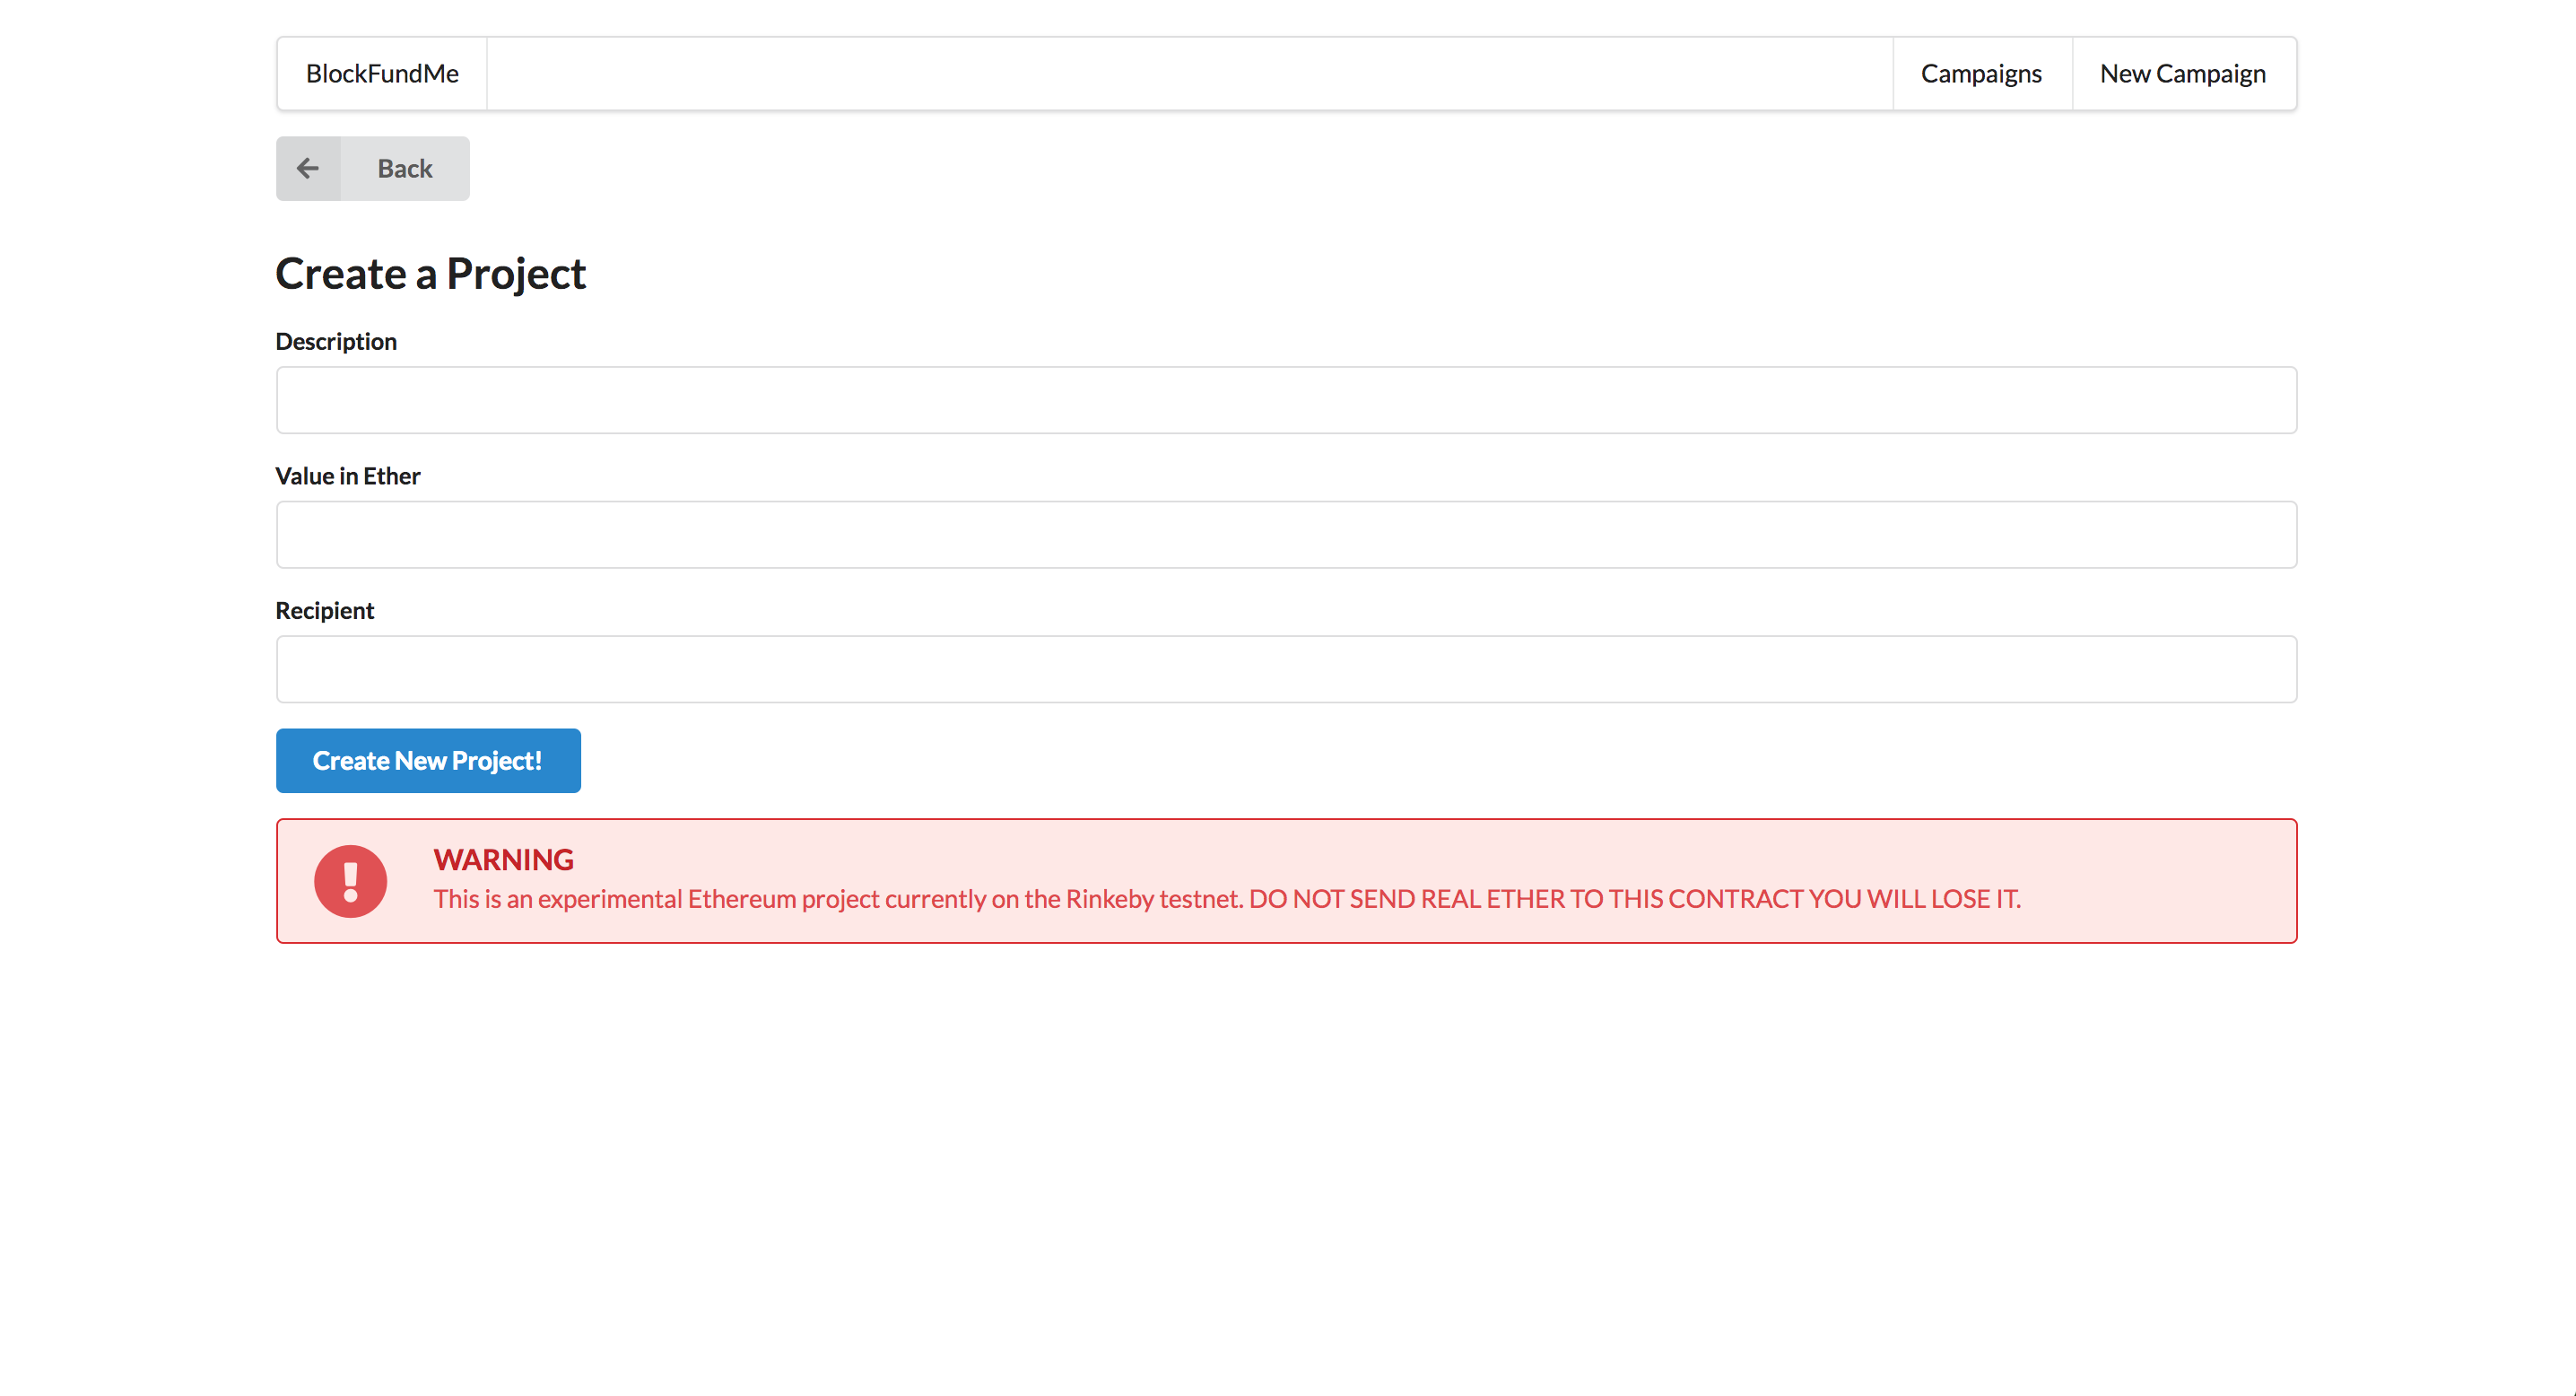 BlockFundMe
Campaigns
New Campaign
Back
Create a Project
Description
Value in Ether
Recipient
Create New Project!
WARNING
This is an experimental Ethereum project currently on the Rinkeby testnet. DO NOT SEND REAL ETHER TO THIS CONTRACT YOU WILL LOSE IT.